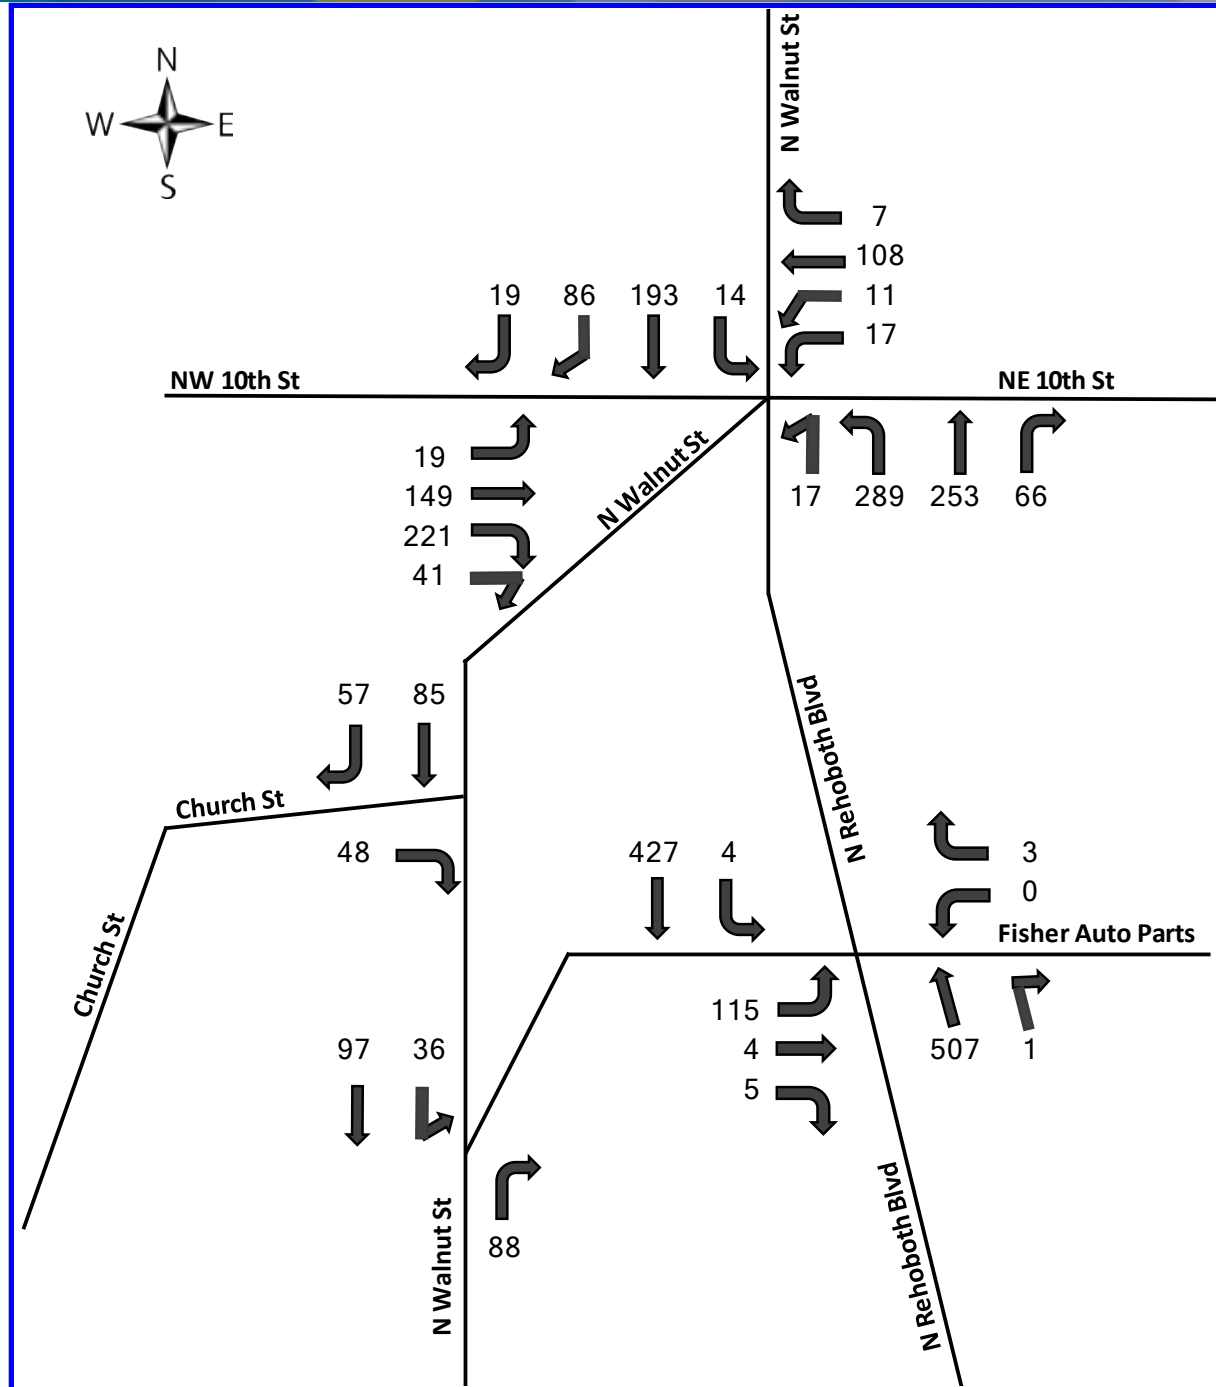 N
W E
S
N Walnut St
7
108
11
17
19 86 193 14
NW 10th St
NE 10th St
19
149
221
41
N Walnut St
17 289 253 66
57 85
Church St
48
Church St
N Rehoboth Blvd
427 4
3
0
Fisher Auto Parts
115
4
5
507 1
97 36
88
N Walnut St
N Rehoboth Blvd